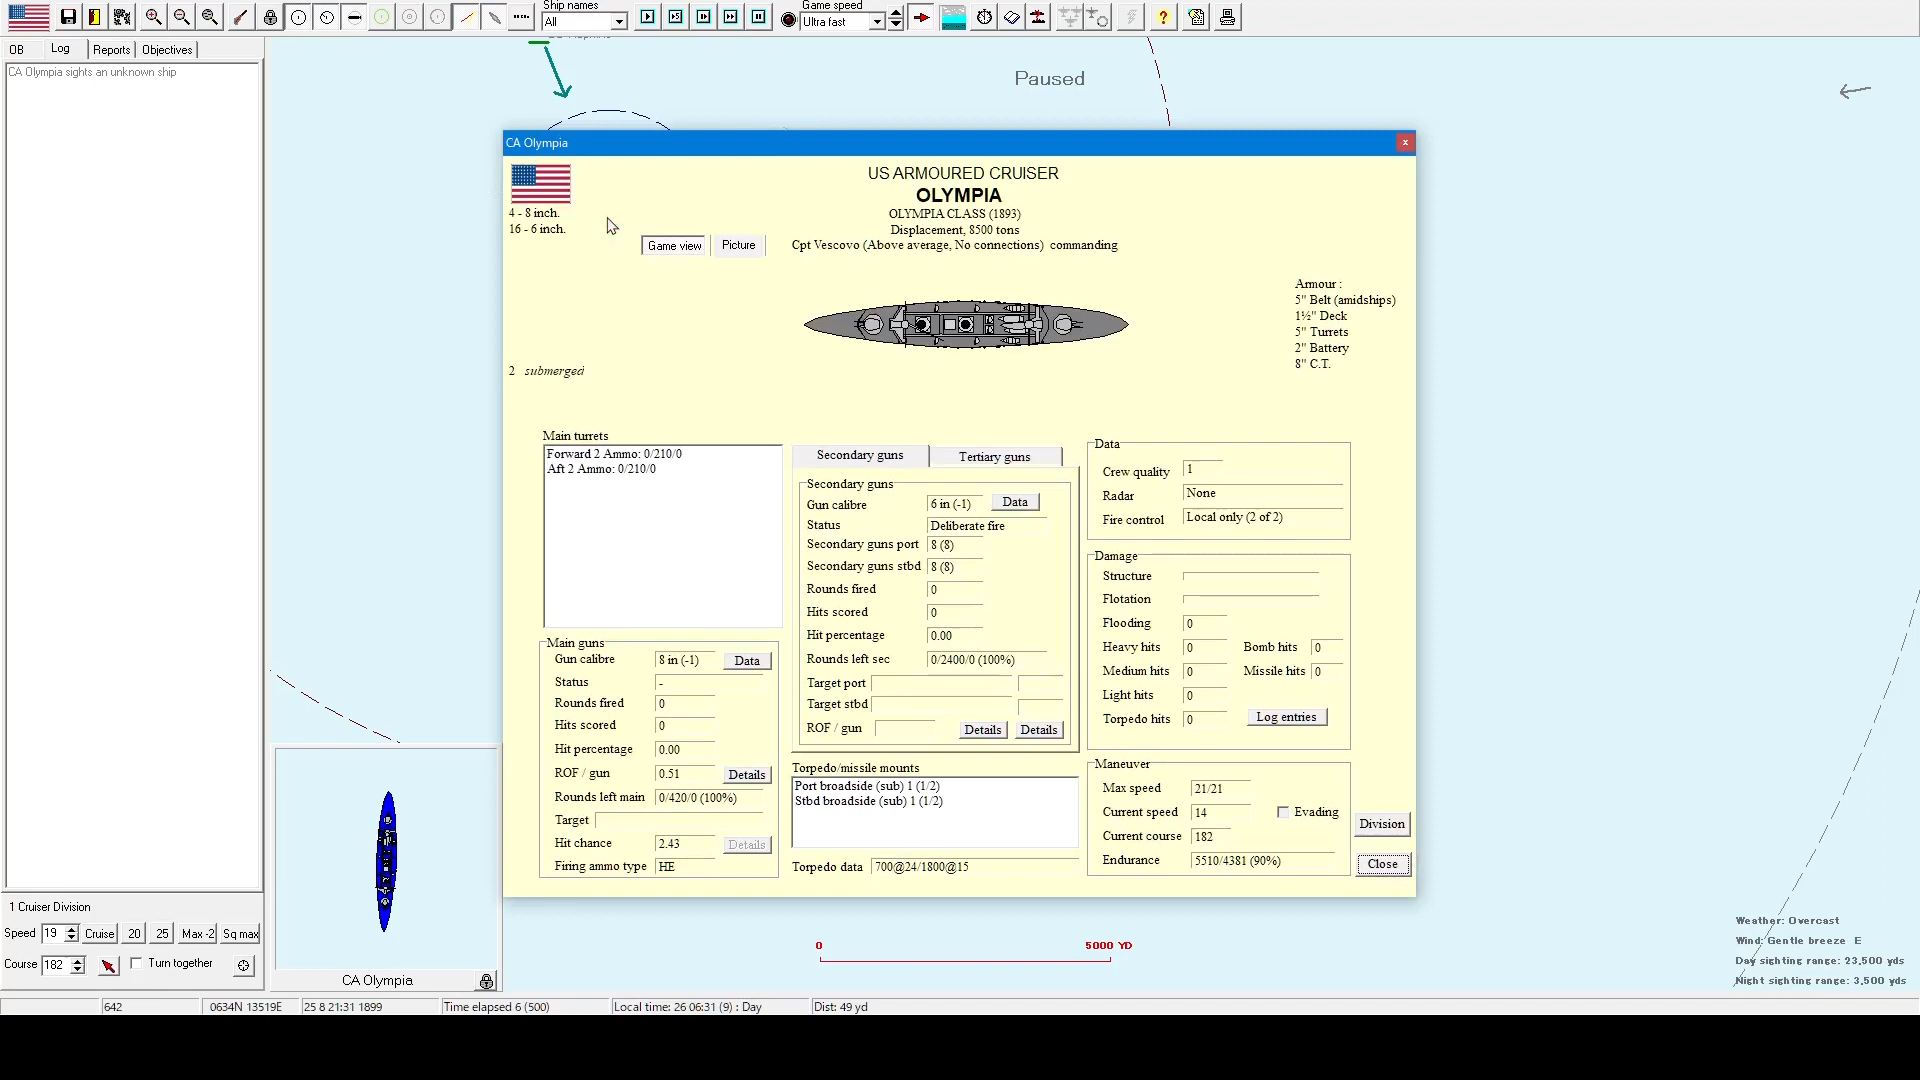 Ship names
All
Game speed
Ultra fast
OB
Log
Reports
Objectives
CA Olympia sights an unknown ship
Paused
CA Olympia
x
US ARMOURED CRUISER
OLYMPIA
4 - 8 inch.
OLYMPIA CLASS (1893)
16 - 6 inch.
Displacement, 8500 tons
Game view
Picture
Cpt Vescovo (Above average, No connections) commanding
Armour :
5" Belt (amidships)
1½" Deck
5" Turrets
2" Battery
8" C.T.
2 submerged
Main turrets
Forward 2 Ammo: 0/210/0
Aft 2 Ammo: 0/210/0
Main guns
Gun calibre 8 in (-1) Data
Status -
Rounds fired 0
Hits scored 0
Hit percentage 0.00
ROF / gun 0.51 Details
Rounds left main 0/420/0 (100%)
Target
Hit chance 2.43 Details
Firing ammo type HE
Secondary guns
Tertiary guns
Secondary guns
Gun calibre 6 in (-1) Data
Status Deliberate fire
Secondary guns port 8 (8)
Secondary guns stbd 8 (8)
Rounds fired 0
Hits scored 0
Hit percentage 0.00
Rounds left sec 0/2400/0 (100%)
Target port
Target stbd
ROF / gun Details Details
Torpedo/missile mounts
Port broadside (sub) 1 (1/2)
Stbd broadside (sub) 1 (1/2)
Torpedo data 700@24/1800@15
Data
Crew quality 1
Radar None
Fire control Local only (2 of 2)
Damage
Structure
Flotation
Flooding 0
Heavy hits 0 Bomb hits 0
Medium hits 0 Missile hits 0
Light hits 0
Torpedo hits 0 Log entries
Maneuver
Max speed 21/21
Current speed 14 Evading
Current course 182
Endurance 5510/4381 (90%)
Division
Close
1 Cruiser Division
Speed 19 Cruise 20 25 Max -2 Sq max
Course 182 Turn together
CA Olympia
0 5000 YD
Weather: Overcast
Wind: Gentle breeze E
Day sighting range: 23,500 yds
Night sighting range: 3,500 yds
642
0634N 13519E
25 8 21:31 1899
Time elapsed 6 (500)
Local time: 26 06:31 (9) : Day
Dist: 49 yd